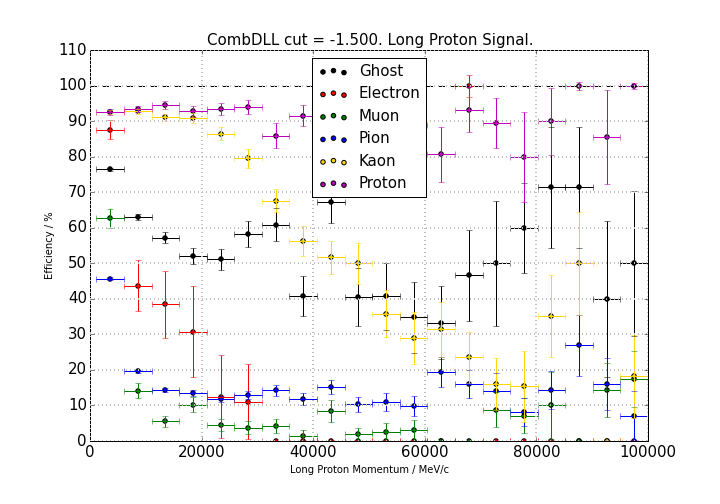 CombDLL cut = -1.500. Long Proton Signal.
110
100
90
80
70
60
50
40
30
20
10
0
Efficiency / %
Ghost
Electron
Muon
Pion
Kaon
Proton
0 20000 40000 60000 80000 100000
Long Proton Momentum / MeV/c